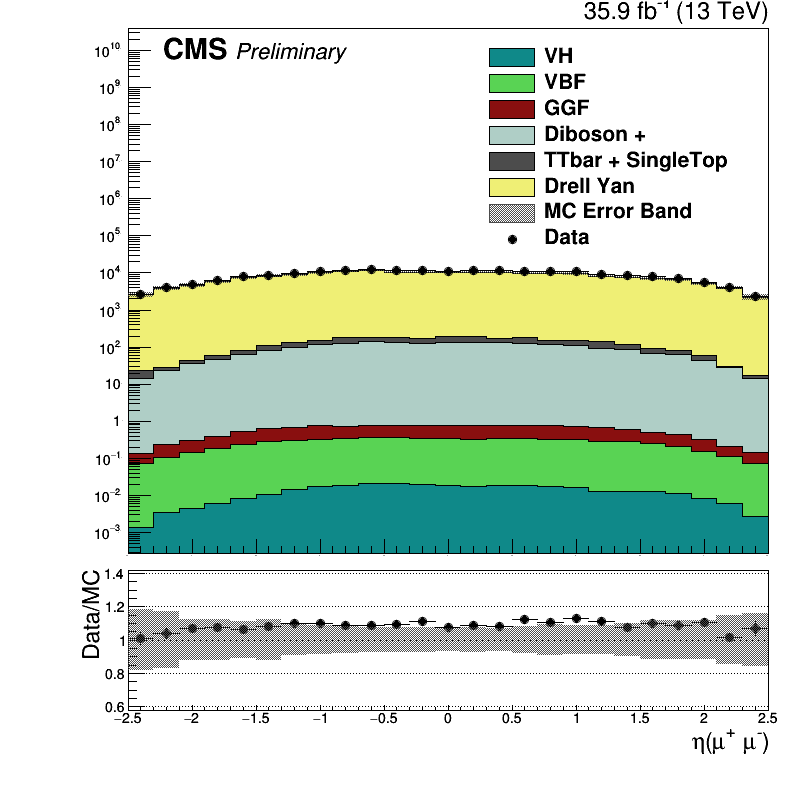 35.9 fb⁻¹ (13 TeV)
CMS Preliminary
VH
VBF
GGF
Diboson +
TTbar + SingleTop
Drell Yan
MC Error Band
Data
10¹⁰
10⁹
10⁸
10⁷
10⁶
10⁵
10⁴
10³
10²
10
1
10⁻¹
10⁻²
10⁻³
Data/MC
1.4
1.2
1
0.8
0.6
−2.5 −2 −1.5 −1 −0.5 0 0.5 1 1.5 2 2.5
η(μ⁺ μ⁻)